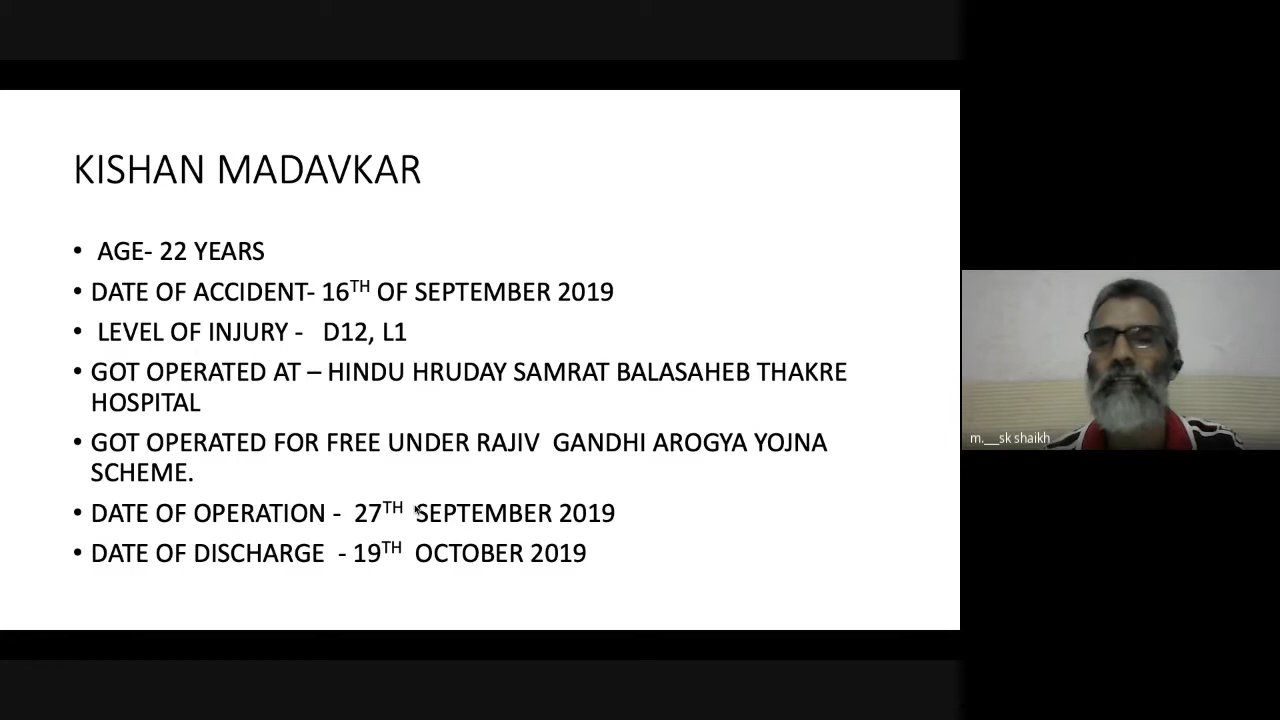 KISHAN MADAVKAR
• AGE- 22 YEARS
• DATE OF ACCIDENT- 16TH OF SEPTEMBER 2019
• LEVEL OF INJURY - D12, L1
• GOT OPERATED AT – HINDU HRUDAY SAMRAT BALASAHEB THAKRE
HOSPITAL
• GOT OPERATED FOR FREE UNDER RAJIV GANDHI AROGYA YOJNA
SCHEME.
• DATE OF OPERATION - 27TH SEPTEMBER 2019
• DATE OF DISCHARGE - 19TH OCTOBER 2019
m.__sk shaikh